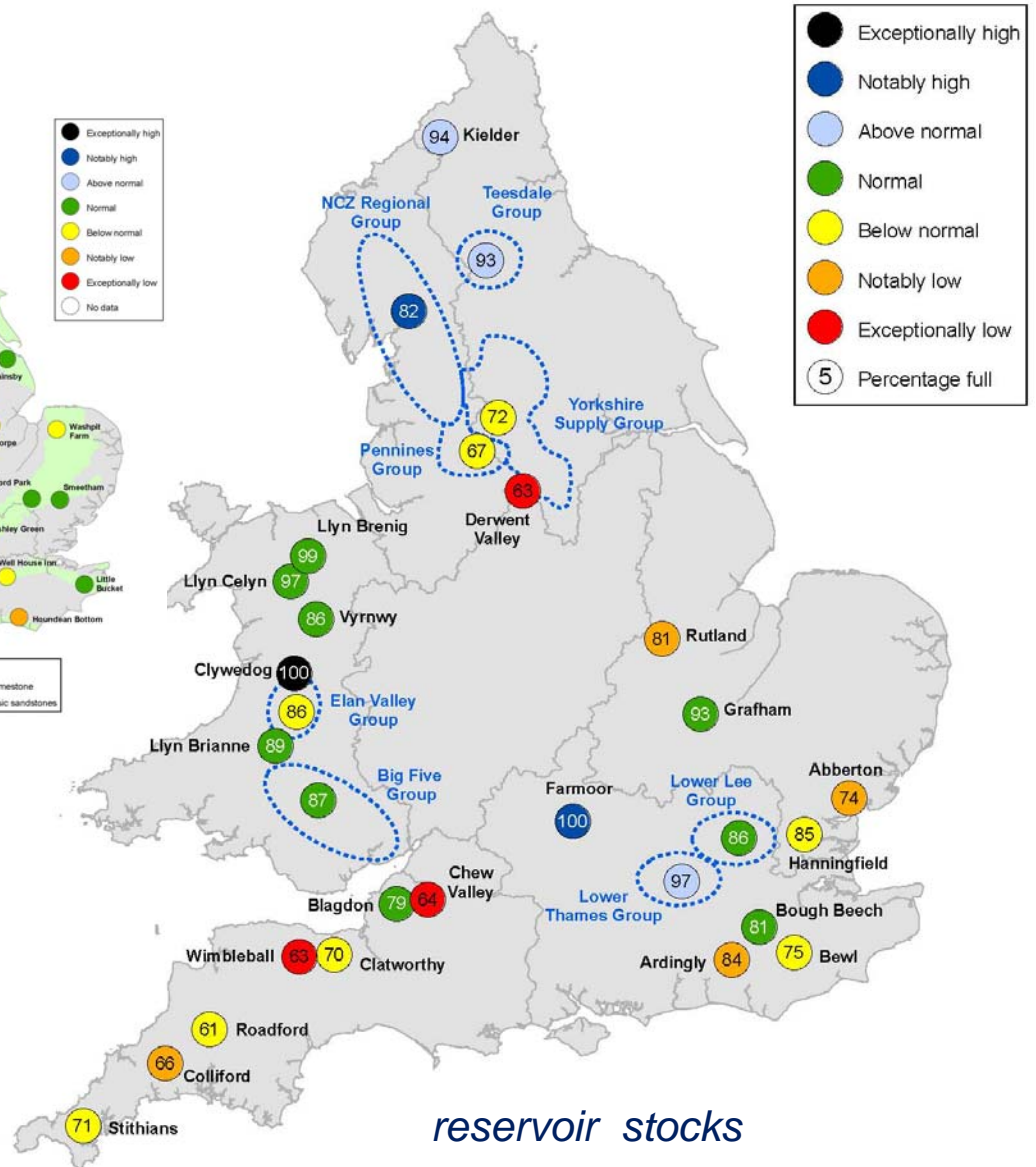 Exceptionally high
Notably high
Above normal
Normal
Below normal
Notably low
Exceptionally low
5 Percentage full
Exceptionally high
Notably high
Above normal
Normal
Below normal
Notably low
Exceptionally low
No data
Washpit
Farm
Smeetham
Well House Inn
Little
Bucket
Houndean Bottom
94 Kielder
NCZ Regional
Group
Teesdale
Group
93
82
72
Yorkshire
Supply Group
67
Pennines
Group
63
Derwent
Valley
Llyn Brenig
99
Llyn Celyn 97
86 Vyrnwy
Clywedog 100
86
Elan Valley
Group
Llyn Brianne 89
Big Five
Group
87
81 Rutland
93 Grafham
Abberton
74
Farmoor
100
Lower Lee
Group
86
85
Hanningfield
97
Lower
Thames Group
Chew
Valley
Blagdon 79 64
Bough Beech
81
Wimbleball 63 70 Clatworthy
Ardingly 84
75 Bewl
61 Roadford
66 Colliford
71 Stithians
reservoir stocks